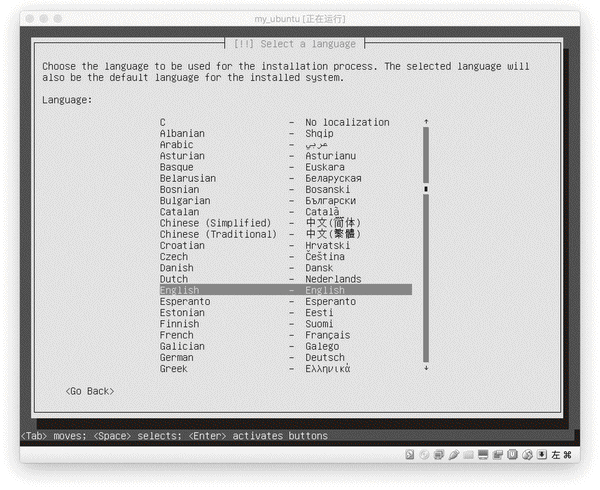 my_ubuntu [正在运行]
[!!] Select a language
Choose the language to be used for the installation process. The selected language will
also be the default language for the installed system.
Language:
C - No localization
Albanian - Shqip
Arabic - عربي
Asturian - Asturianu
Basque - Euskara
Belarusian - Беларуская
Bosnian - Bosanski
Bulgarian - Български
Catalan - Català
Chinese (Simplified) - 中文(简体)
Chinese (Traditional) - 中文(繁體)
Croatian - Hrvatski
Czech - Čeština
Danish - Dansk
Dutch - Nederlands
English - English
Esperanto - Esperanto
Estonian - Eesti
Finnish - Suomi
French - Français
Galician - Galego
German - Deutsch
Greek - Ελληνικά
<Go Back>
<Tab> moves; <Space> selects; <Enter> activates buttons
左 ⌘